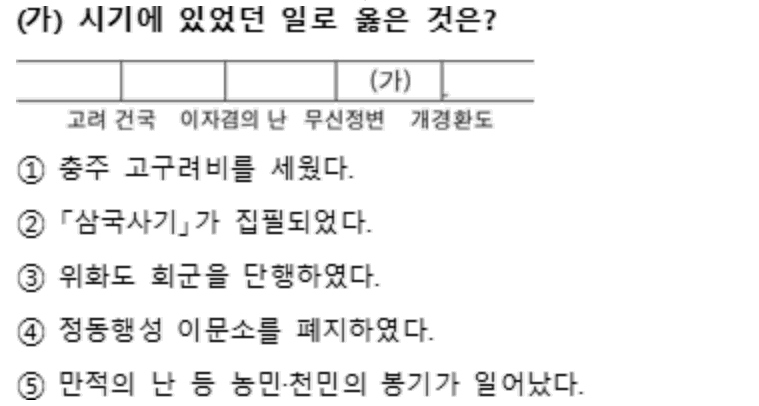 (가) 시기에 있었던 일로 옳은 것은?
(가)
고려 건국 이자겸의 난 무신정변 개경환도
① 충주 고구려비를 세웠다.
② 「삼국사기」가 집필되었다.
③ 위화도 회군을 단행하였다.
④ 정동행성 이문소를 폐지하였다.
⑤ 만적의 난 등 농민·천민의 봉기가 일어났다.